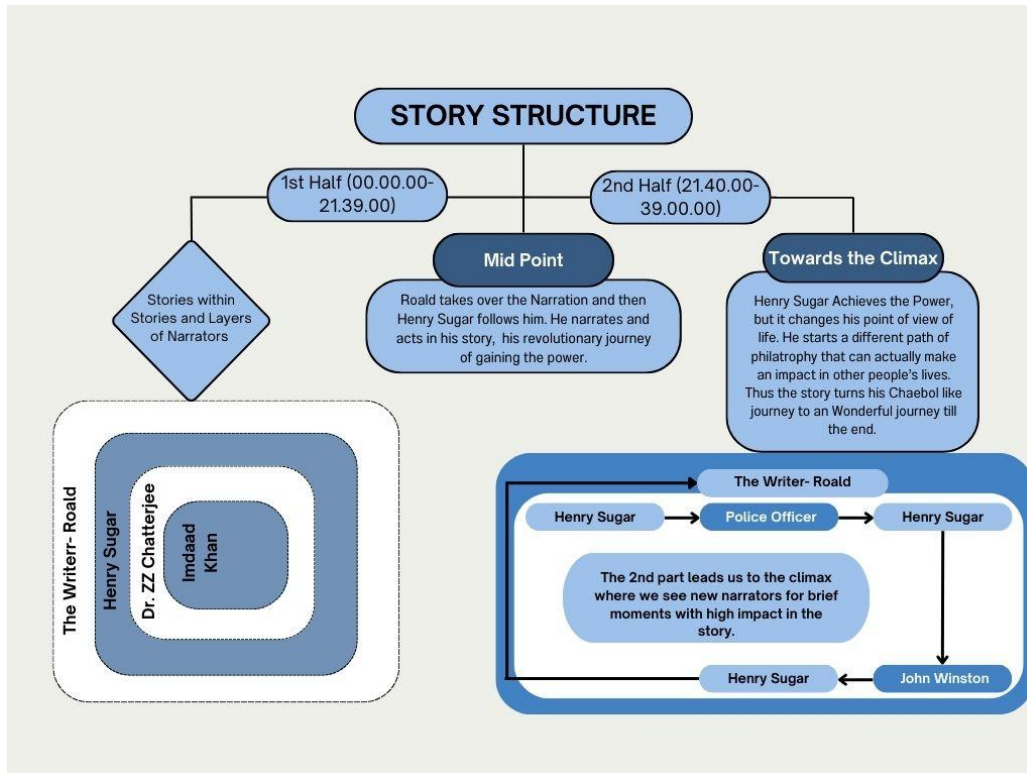 STORY STRUCTURE
1st Half (00.00.00-
21.39.00)
2nd Half (21.40.00-
39.00.00)
Stories within
Stories and Layers
of Narrators
Mid Point
Roald takes over the Narration and then
Henry Sugar follows him. He narrates and
acts in his story, his revolutionary journey
of gaining the power.
Towards the Climax
Henry Sugar Achieves the Power,
but it changes his point of view of
life. He starts a different path of
philatrophy that can actually make
an impact in other people's lives.
Thus the story turns his Chaebol like
journey to an Wonderful journey till
the end.
The Writerr- Roald
Henry Sugar
Dr. ZZ Chatterjee
Imdaad
Khan
The Writer- Roald
Henry Sugar
Police Officer
Henry Sugar
The 2nd part leads us to the climax
where we see new narrators for brief
moments with high impact in the
story.
Henry Sugar
John Winston